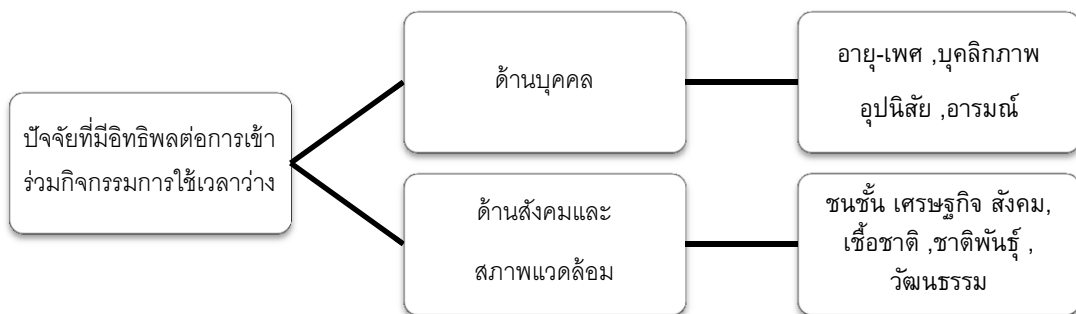 ปัจจัยที่มีอิทธิพลต่อการเข้า
ร่วมกิจกรรมการใช้เวลาว่าง
ด้านบุคคล
อายุ-เพศ ,บุคลิกภาพ
อุปนิสัย ,อารมณ์
ด้านสังคมและ
สภาพแวดล้อม
ชนชั้น เศรษฐกิจ สังคม,
เชื้อชาติ ,ชาติพันธุ์ ,
วัฒนธรรม